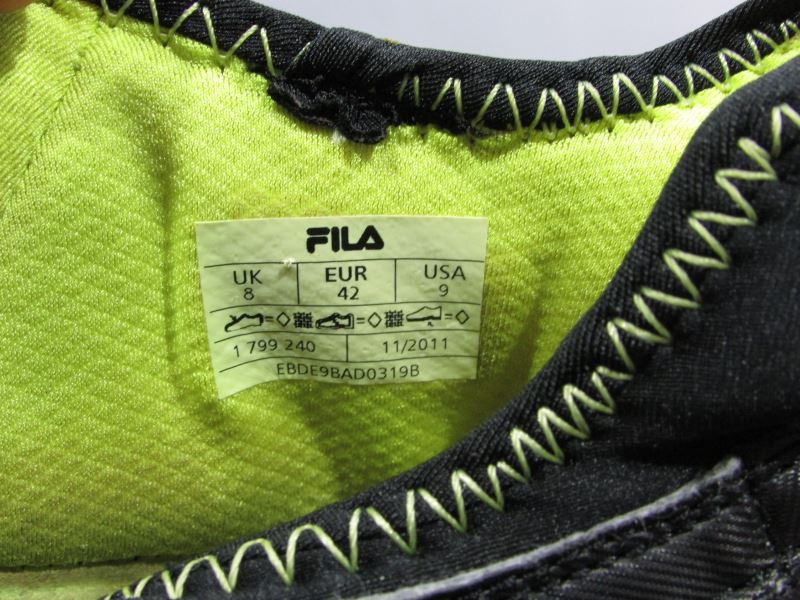 FILA
UK EUR USA
8 42 9
1 799 240 11/2011
EBDE9BAD0319B